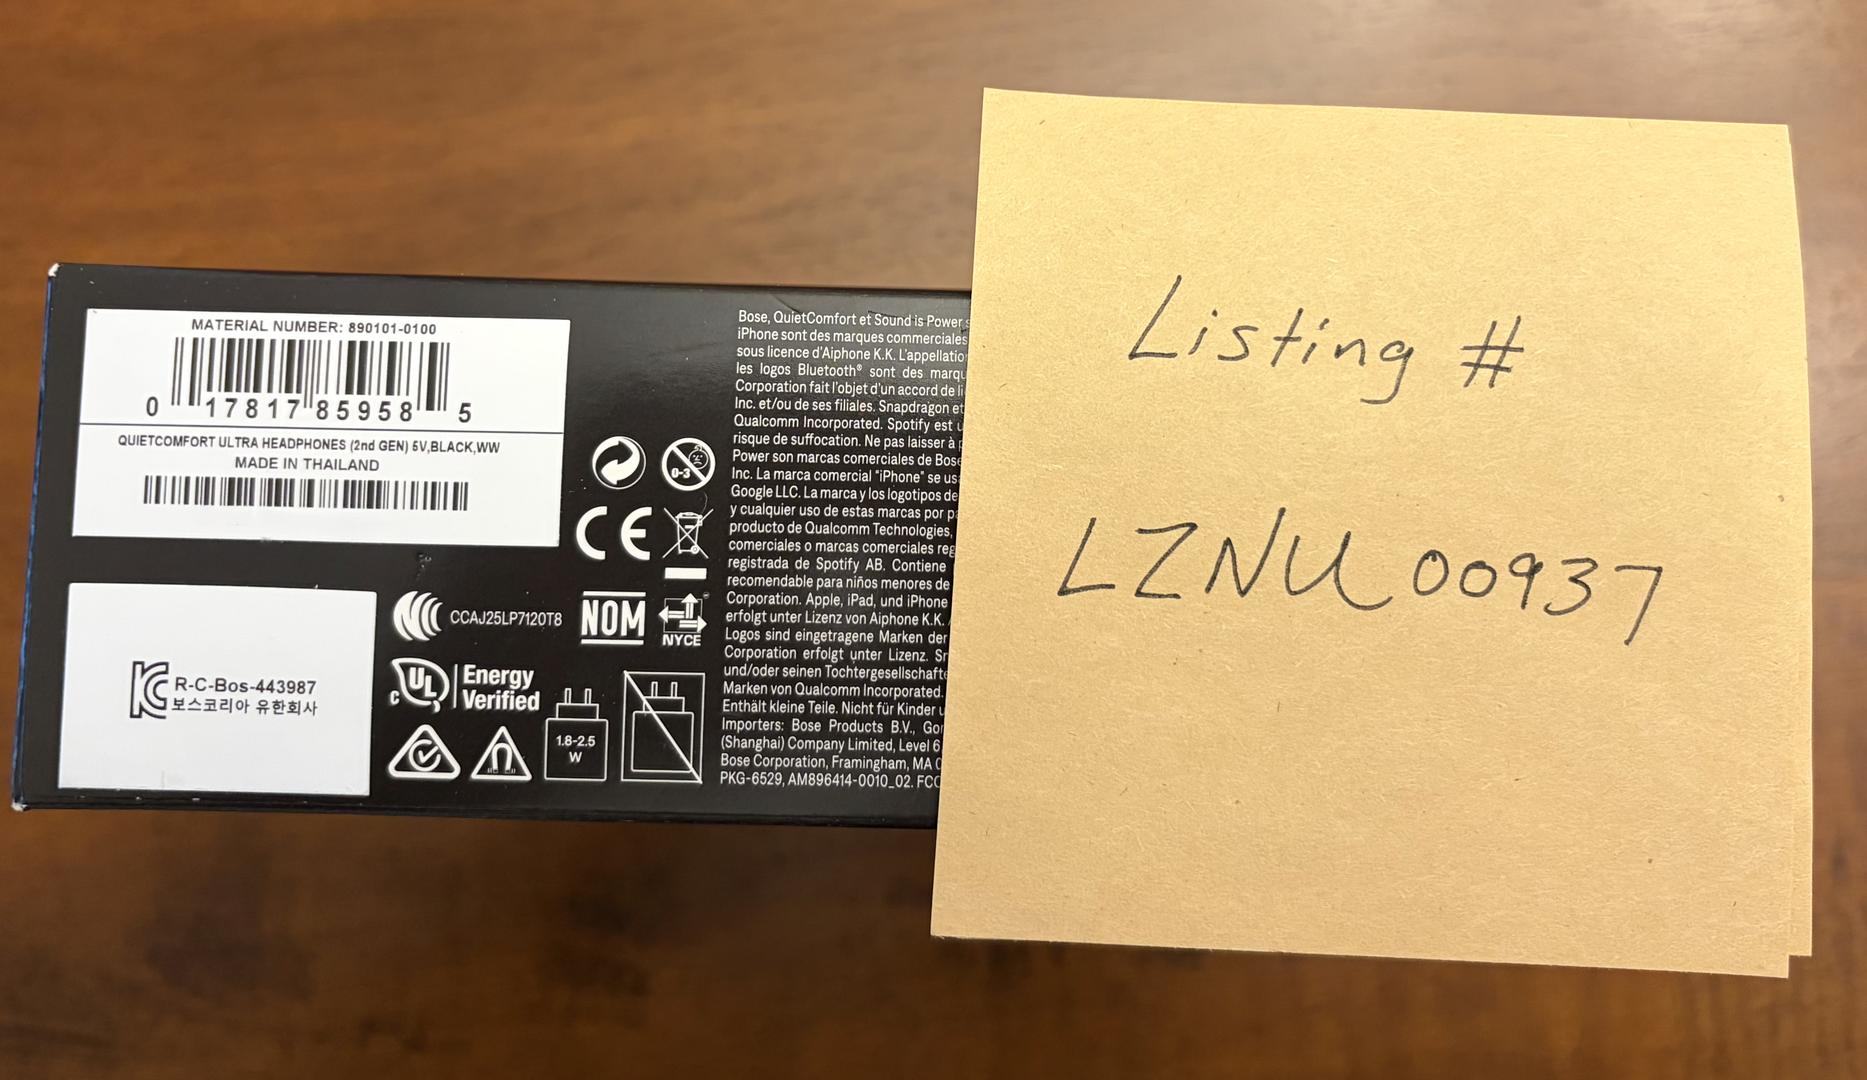 MATERIAL NUMBER: 890101-0100
0 17817 85958 5
QUIETCOMFORT ULTRA HEADPHONES (2nd GEN) 5V,BLACK,WW
MADE IN THAILAND
R-C-Bos-443987
보스코리아 유한회사
0-3
CE
CCAJ25LP7120T8
NOM
NYCE
C UL Energy
Verified
1.8-2.5
W
Bose, QuietComfort et Sound is Power
iPhone sont des marques commerciales
sous licence d'Aiphone K.K. L'appellation
les logos Bluetooth® sont des
Corporation fait l'objet d'un accord de
Inc. et/ou de ses filiales. Snapdragon et
Qualcomm Incorporated. Spotify est
risque de suffocation. Ne pas laisser à
Power son marcas comerciales de Bose
Inc. La marca comercial "iPhone" se
Google LLC. La marca y los logotipos de
y cualquier uso de estas marcas por
producto de Qualcomm Technologies,
comerciales o marcas comerciales
registrada de Spotify AB. Contiene
recomendable para niños menores de
Corporation. Apple, iPad, und iPhone
erfolgt unter Lizenz von Aiphone K.K.
Logos sind eingetragene Marken der
Corporation erfolgt unter Lizenz.
und/oder seinen
Marken von Qualcomm Incorporated.
Enthält kleine Teile. Nicht für Kinder
Importers: Bose Products B.V.,
(Shanghai) Company Limited, Level 6
Bose Corporation, Framingham, MA
PKG-6529, AM896414-0010_02.
Listing #
LZNU00937